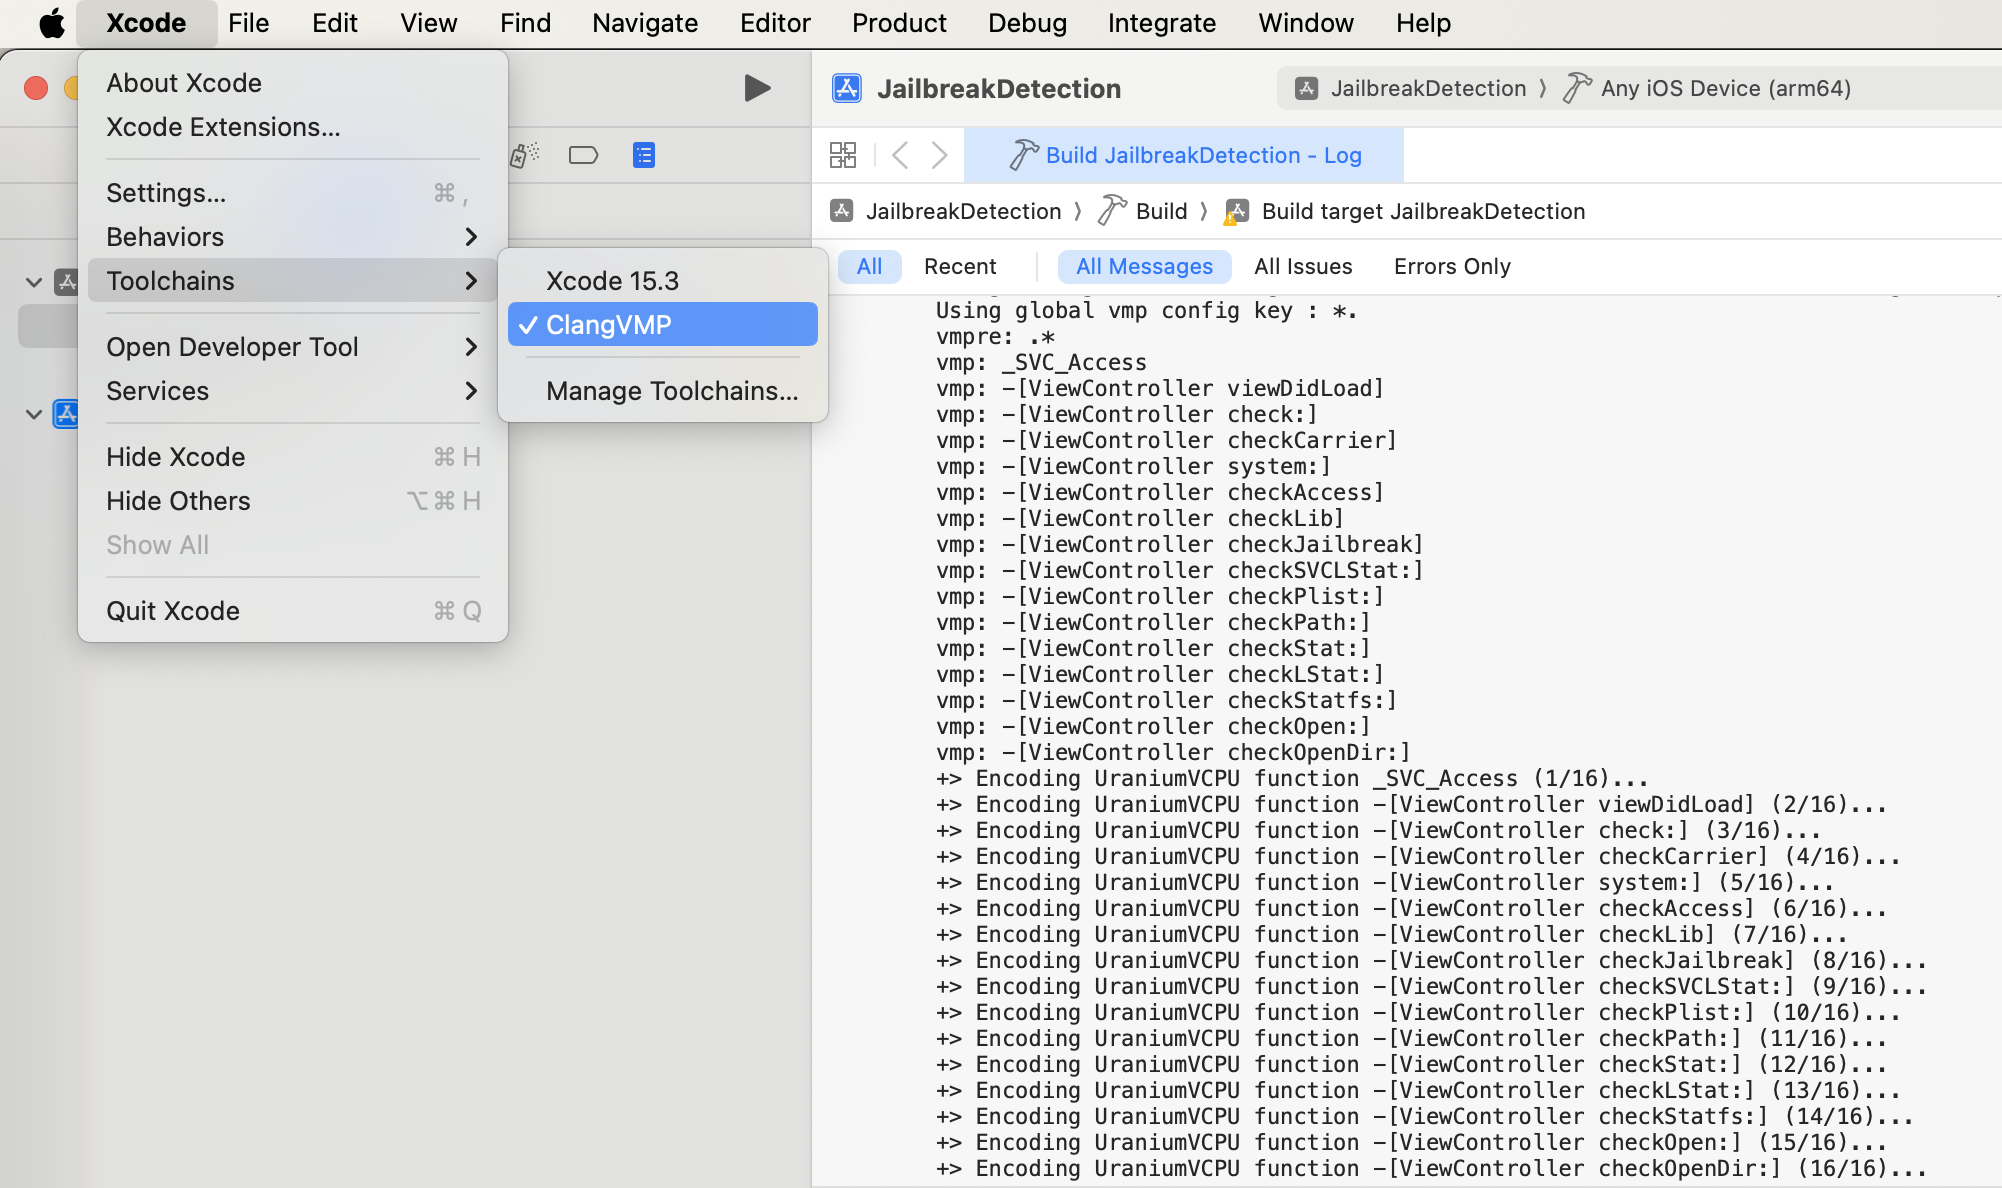 Xcode File Edit View Find Navigate Editor Product Debug Integrate Window Help
About Xcode
Xcode Extensions...
Settings... ⌘ ,
Behaviors
Toolchains
Open Developer Tool
Services
Hide Xcode ⌘ H
Hide Others ⌥ ⌘ H
Show All
Quit Xcode ⌘ Q
Xcode 15.3
✓ ClangVMP
Manage Toolchains...
JailbreakDetection
JailbreakDetection ⟩ Any iOS Device (arm64)
Build JailbreakDetection - Log
JailbreakDetection ⟩ Build ⟩ Build target JailbreakDetection
All Recent All Messages All Issues Errors Only
Using global vmp config key : *.
vmpre: .*
vmp: _SVC_Access
vmp: -[ViewController viewDidLoad]
vmp: -[ViewController check:]
vmp: -[ViewController checkCarrier]
vmp: -[ViewController system:]
vmp: -[ViewController checkAccess]
vmp: -[ViewController checkLib]
vmp: -[ViewController checkJailbreak]
vmp: -[ViewController checkSVCLStat:]
vmp: -[ViewController checkPlist:]
vmp: -[ViewController checkPath:]
vmp: -[ViewController checkStat:]
vmp: -[ViewController checkLStat:]
vmp: -[ViewController checkStatfs:]
vmp: -[ViewController checkOpen:]
vmp: -[ViewController checkOpenDir:]
+> Encoding UraniumVCPU function _SVC_Access (1/16)...
+> Encoding UraniumVCPU function -[ViewController viewDidLoad] (2/16)...
+> Encoding UraniumVCPU function -[ViewController check:] (3/16)...
+> Encoding UraniumVCPU function -[ViewController checkCarrier] (4/16)...
+> Encoding UraniumVCPU function -[ViewController system:] (5/16)...
+> Encoding UraniumVCPU function -[ViewController checkAccess] (6/16)...
+> Encoding UraniumVCPU function -[ViewController checkLib] (7/16)...
+> Encoding UraniumVCPU function -[ViewController checkJailbreak] (8/16)...
+> Encoding UraniumVCPU function -[ViewController checkSVCLStat:] (9/16)...
+> Encoding UraniumVCPU function -[ViewController checkPlist:] (10/16)...
+> Encoding UraniumVCPU function -[ViewController checkPath:] (11/16)...
+> Encoding UraniumVCPU function -[ViewController checkStat:] (12/16)...
+> Encoding UraniumVCPU function -[ViewController checkLStat:] (13/16)...
+> Encoding UraniumVCPU function -[ViewController checkStatfs:] (14/16)...
+> Encoding UraniumVCPU function -[ViewController checkOpen:] (15/16)...
+> Encoding UraniumVCPU function -[ViewController checkOpenDir:] (16/16)...